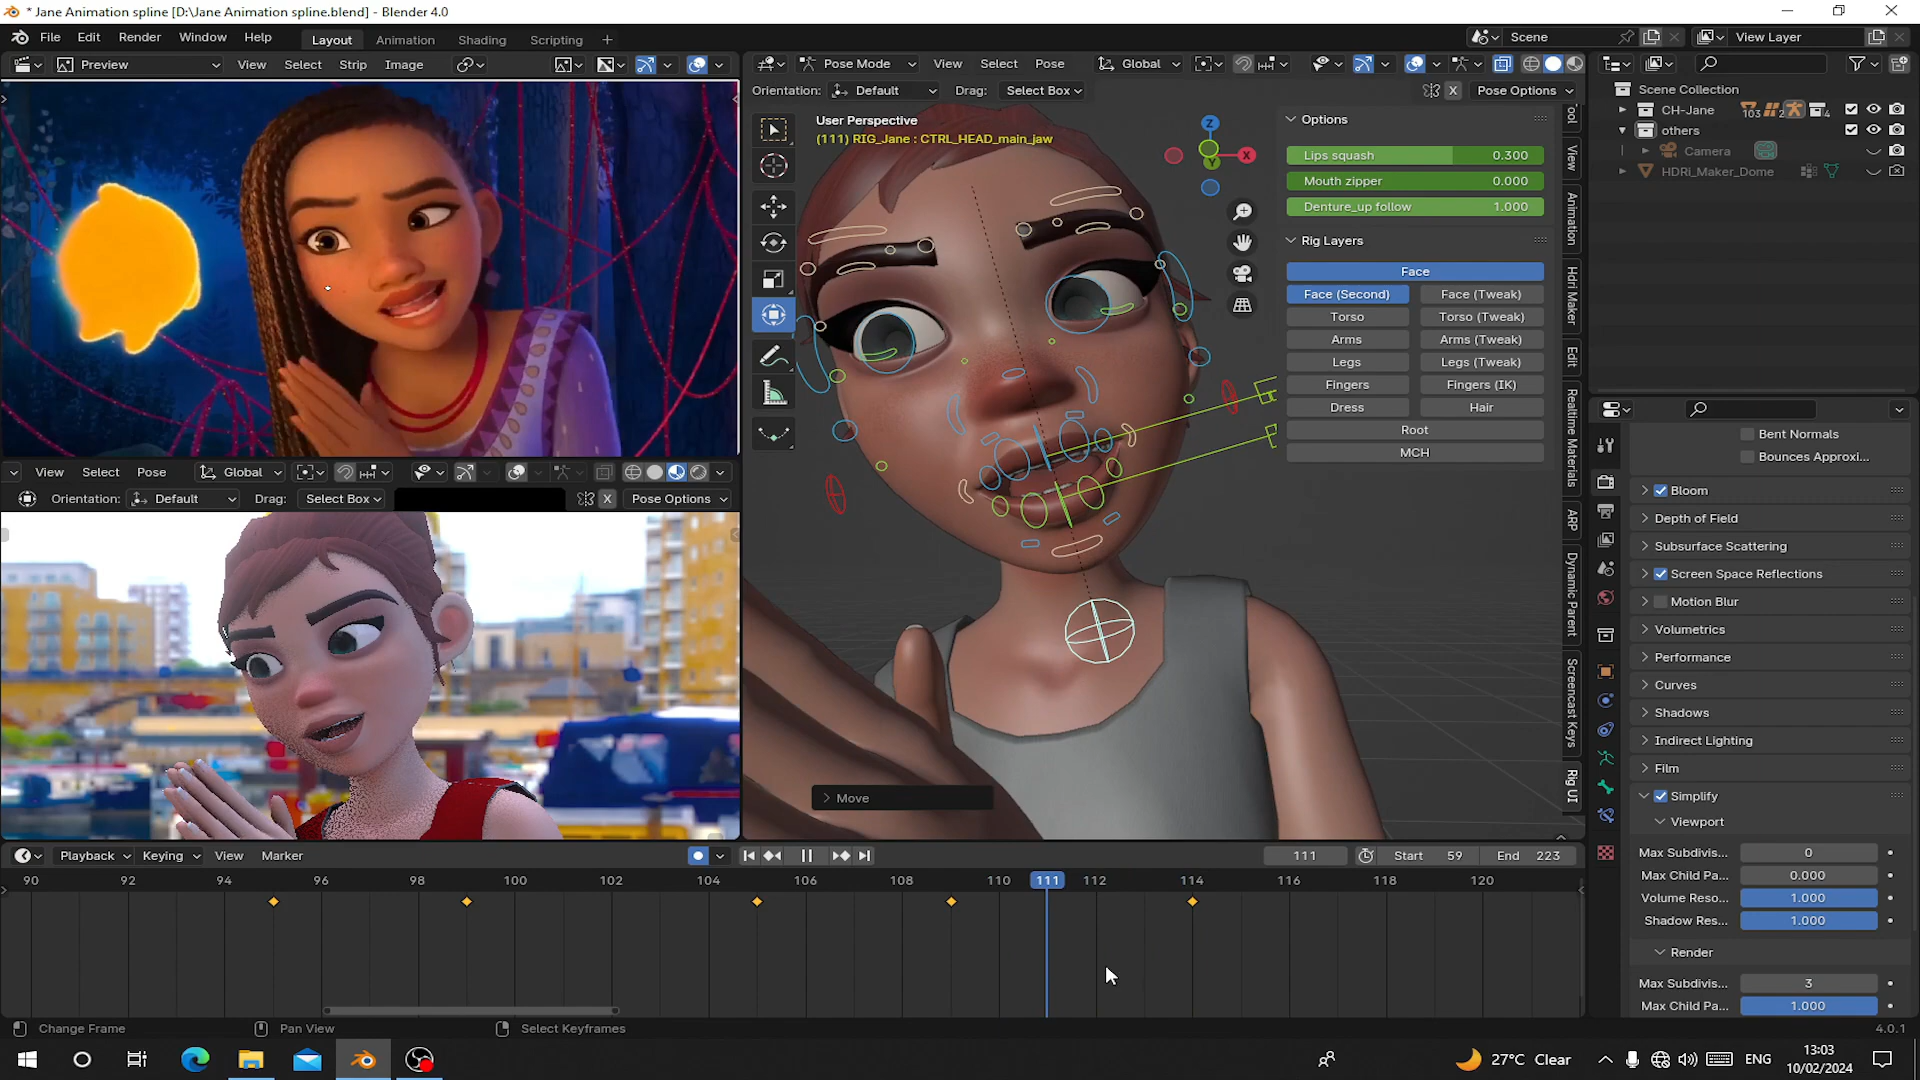 * Jane Animation spline [D:\Jane Animation spline.blend] - Blender 4.0
File Edit Render Window Help Layout Animation Shading Scripting +
Scene View Layer
Preview View Select Strip Image
Pose Mode View Select Pose Global
Orientation: Default Drag: Select Box X Pose Options
User Perspective
(111) RIG_Jane : CTRL_HEAD_main_jaw
Z
X
Y
Options
Lips squash 0.300
Mouth zipper 0.000
Denture_up follow 1.000
Rig Layers
Face
Face (Second) Face (Tweak)
Torso Torso (Tweak)
Arms Arms (Tweak)
Legs Legs (Tweak)
Fingers Fingers (IK)
Dress Hair
Root
MCH
View
Animation
Hdri Maker
Edit
Realtime Materials
ARP
Dynamic Parent
Screencast Keys
Rig UI
Move
View Select Pose Global
Orientation: Default Drag: Select Box X Pose Options
Scene Collection
CH-Jane 103 2 4
others
Camera
HDRi_Maker_Dome
Bent Normals
Bounces Approxi...
Bloom
Depth of Field
Subsurface Scattering
Screen Space Reflections
Motion Blur
Volumetrics
Performance
Curves
Shadows
Indirect Lighting
Film
Simplify
Viewport
Max Subdivis... 0
Max Child Pa... 0.000
Volume Reso... 1.000
Shadow Res... 1.000
Render
Max Subdivis... 3
Max Child Pa... 1.000
Playback Keying View Marker 111 Start 59 End 223
90 92 94 96 98 100 102 104 106 108 110 111 112 114 116 118 120
Change Frame Pan View Select Keyframes 4.0.1
27°C Clear ENG 13:03
10/02/2024